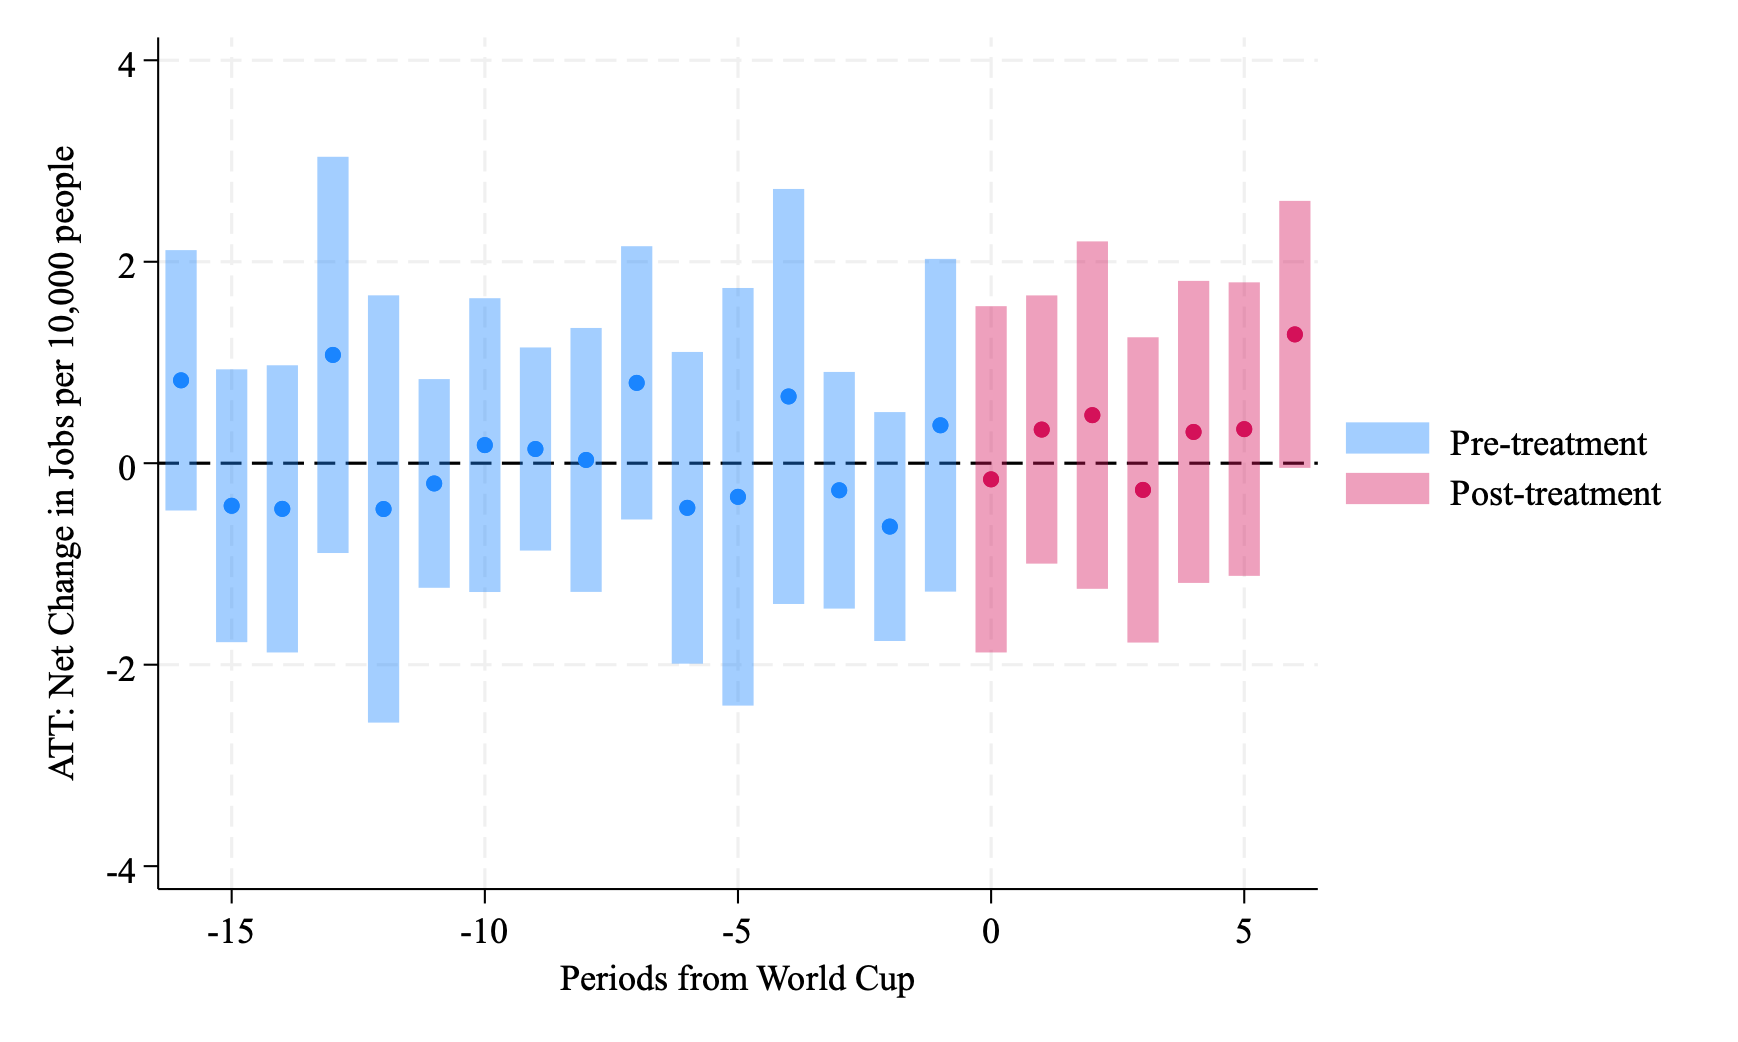 ATT: Net Change in Jobs per 10,000 people
4
2
0
-2
-4
-15 -10 -5 0 5
Periods from World Cup
Pre-treatment
Post-treatment